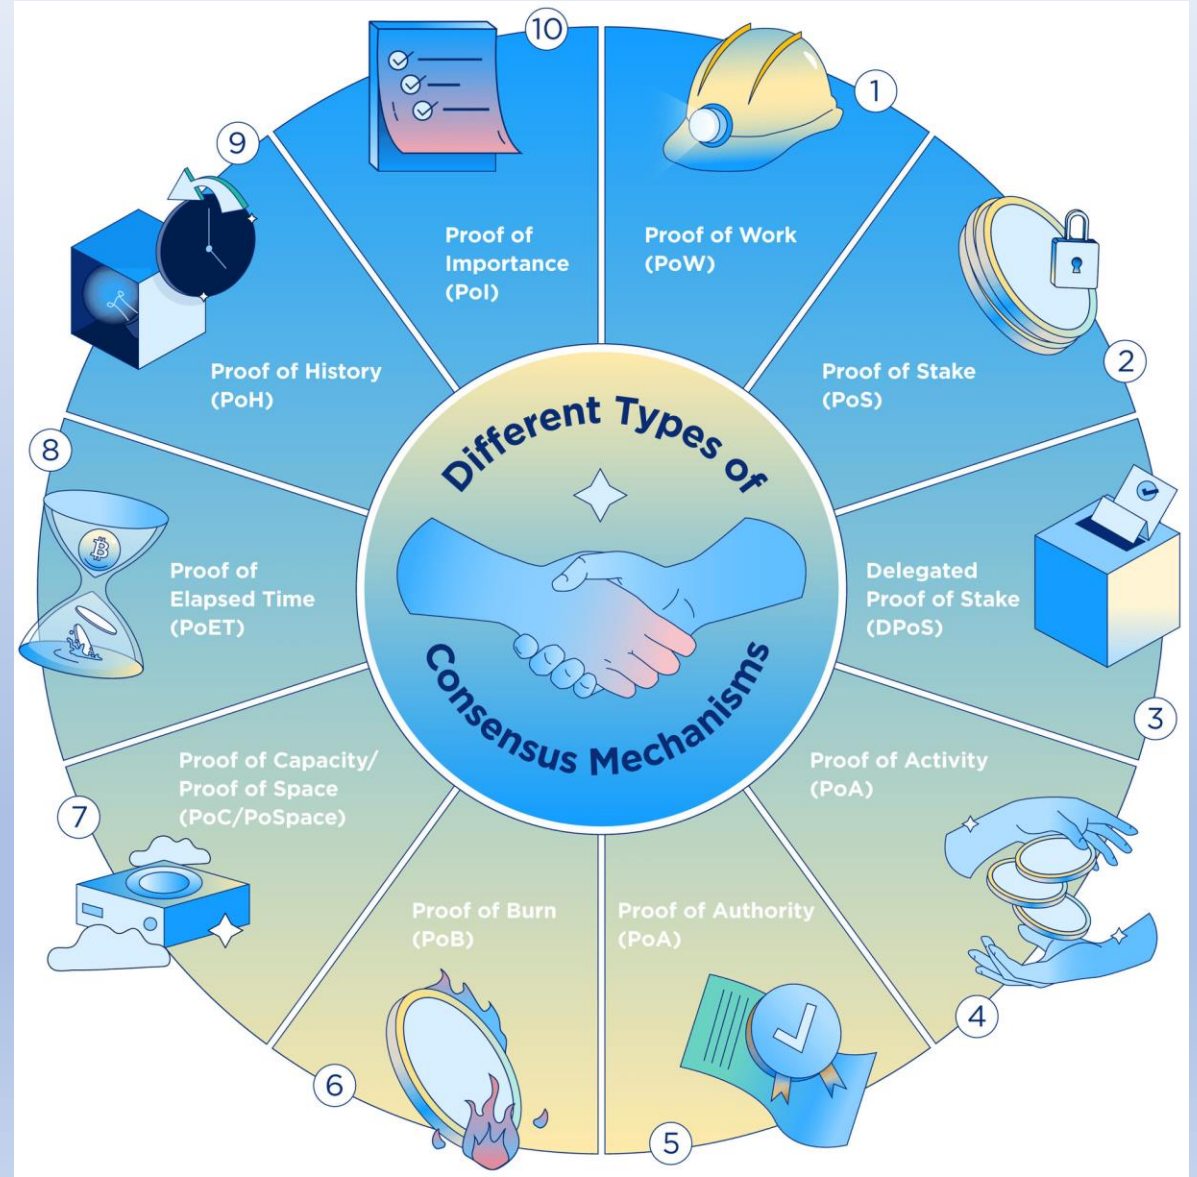 Different Types of
Consensus Mechanisms
1
Proof of Work
(PoW)
2
Proof of Stake
(PoS)
3
Delegated
Proof of Stake
(DPoS)
4
Proof of Activity
(PoA)
5
Proof of Authority
(PoA)
6
Proof of Burn
(PoB)
7
Proof of Capacity/
Proof of Space
(PoC/PoSpace)
8
Proof of
Elapsed Time
(PoET)
9
Proof of History
(PoH)
10
Proof of
Importance
(PoI)